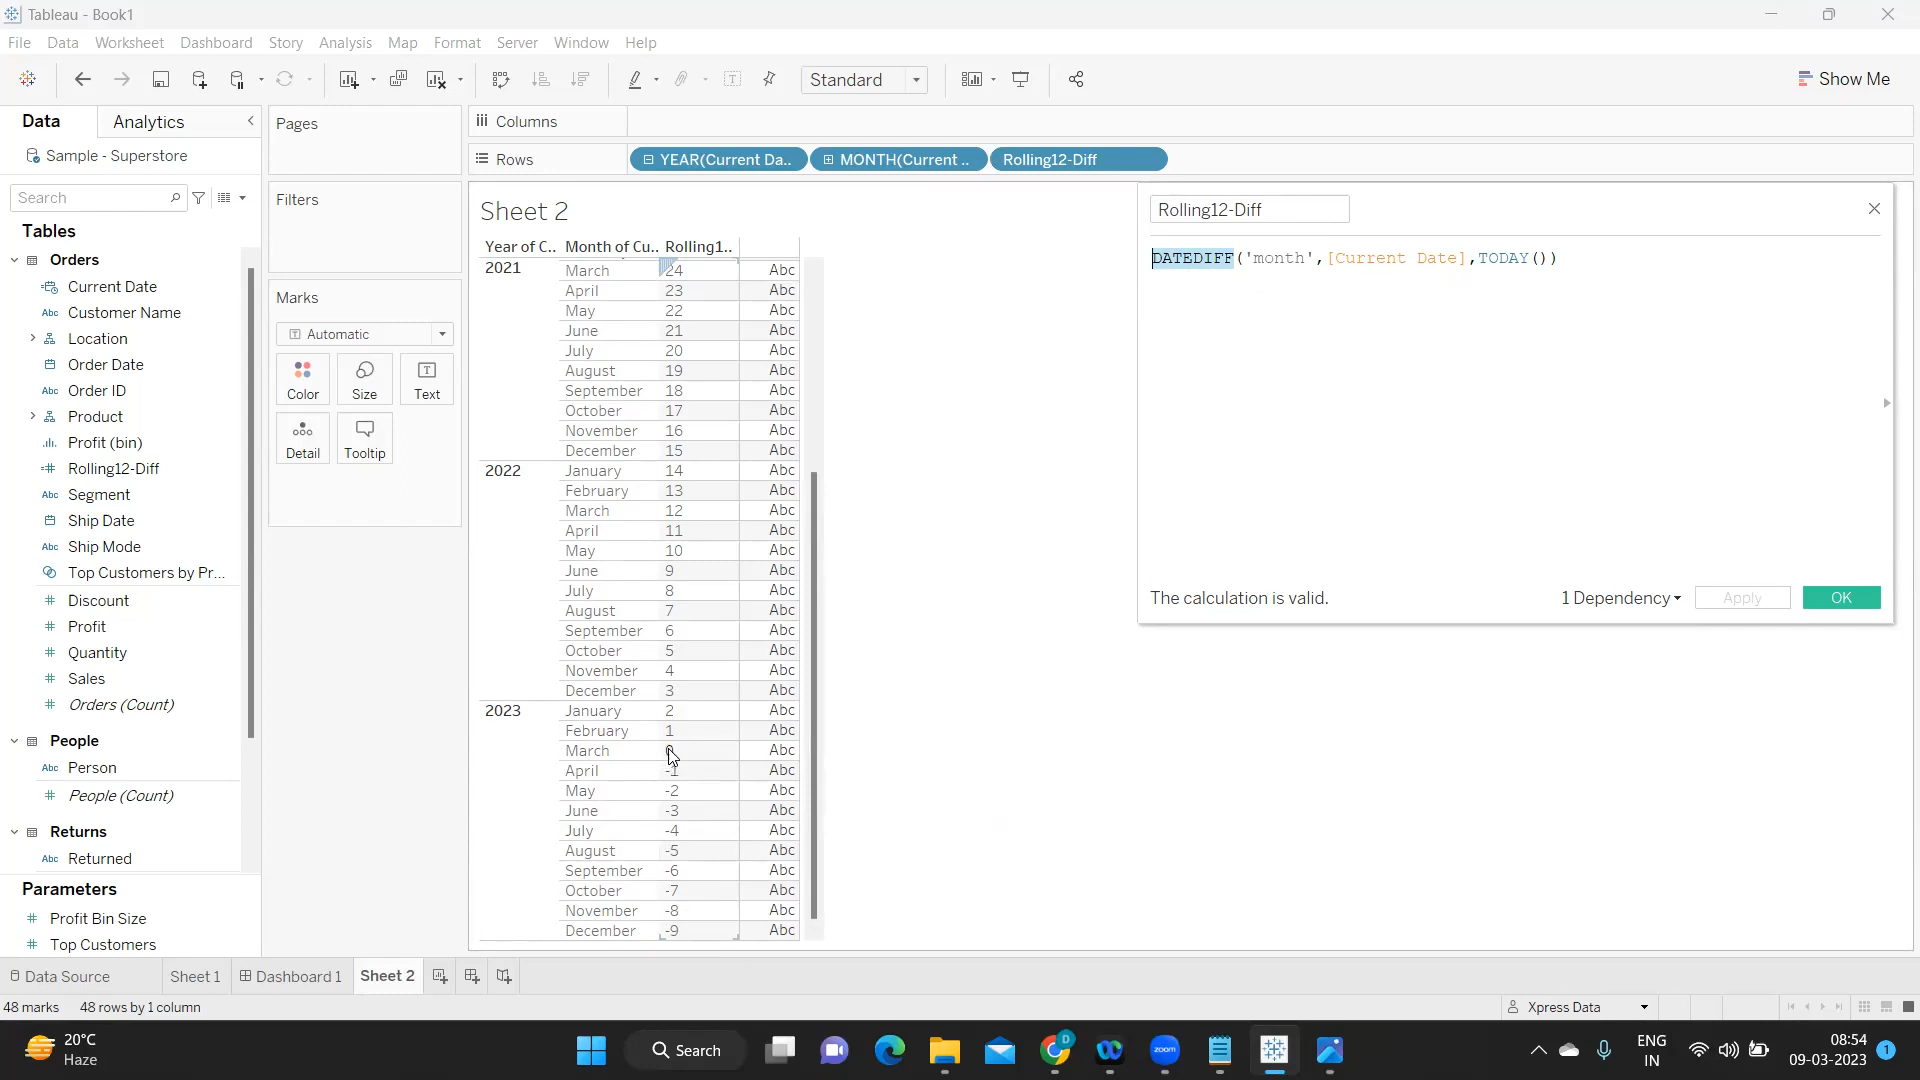 Tableau - Book1
File Data Worksheet Dashboard Story Analysis Map Format Server Window Help
Standard
Show Me
Data Analytics
Sample - Superstore
Search
Tables
Orders
Current Date
Customer Name
Location
Order Date
Order ID
Product
Profit (bin)
Rolling12-Diff
Segment
Ship Date
Ship Mode
Top Customers by Pr...
Discount
Profit
Quantity
Sales
Orders (Count)
People
Person
People (Count)
Returns
Returned
Parameters
Profit Bin Size
Top Customers
Pages
Filters
Marks
Automatic
Color Size Text
Detail Tooltip
Columns
Rows YEAR(Current Da.. MONTH(Current .. Rolling12-Diff
Sheet 2
Year of C.. Month of Cu.. Rolling1..
2021 March 24 Abc
April 23 Abc
May 22 Abc
June 21 Abc
July 20 Abc
August 19 Abc
September 18 Abc
October 17 Abc
November 16 Abc
December 15 Abc
2022 January 14 Abc
February 13 Abc
March 12 Abc
April 11 Abc
May 10 Abc
June 9 Abc
July 8 Abc
August 7 Abc
September 6 Abc
October 5 Abc
November 4 Abc
December 3 Abc
2023 January 2 Abc
February 1 Abc
March Abc
April -1 Abc
May -2 Abc
June -3 Abc
July -4 Abc
August -5 Abc
September -6 Abc
October -7 Abc
November -8 Abc
December -9 Abc
Rolling12-Diff
DATEDIFF('month',[Current Date],TODAY())
The calculation is valid. 1 Dependency Apply OK
Data Source Sheet 1 Dashboard 1 Sheet 2
48 marks 48 rows by 1 column Xpress Data
20°C
Haze
Search
zoom
D
ENG
IN
08:54
09-03-2023
1